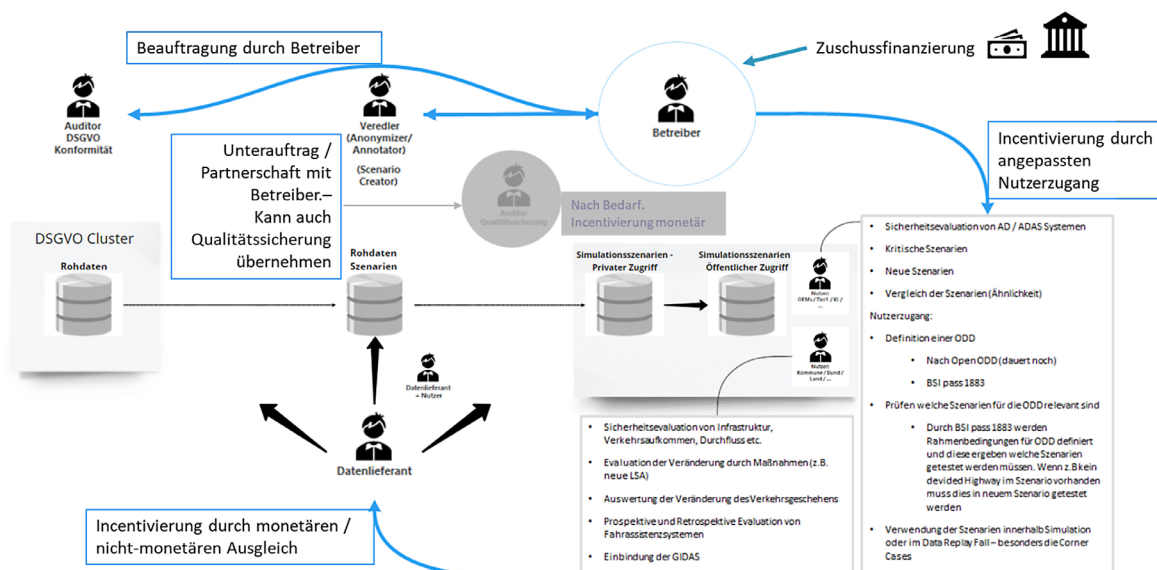 Beauftragung durch Betreiber
Zuschussfinanzierung
Auditor
DSGVO
Konformität
Veredler
(Anonymizer/
Annotator)
(Scenario
Creator)
Betreiber
Incentivierung durch
angepassten
Nutzerzugang
Unterauftrag /
Partnerschaft mit
Betreiber.–
Kann auch
Qualitätssicherung
übernehmen
Auditor
Qualitätssicherung
Nach Bedarf.
Incentivierung monetär
DSGVO Cluster
Rohdaten
Rohdaten
Szenarien
Simulationsszenarien -
Privater Zugriff
Simulationsszenarien
Öffentlicher Zugriff
Nutzer:
OEMs / Tier1 / KI /
...
Nutzer:
Kommune / Bund /
Land / ...
Datenlieferant
= Nutzer
Datenlieferant
Incentivierung durch monetären /
nicht-monetären Ausgleich
• Sicherheitsevaluation von Infrastruktur,
Verkehrsaufkommen, Durchfluss etc.
• Evaluation der Veränderung durch Maßnahmen (z.B.
neue LSA)
• Auswertung der Veränderung des Verkehrsgeschehens
• Prospektive und Retrospektive Evaluation von
Fahrassistenzsystemen
• Einbindung der GIDAS
• Sicherheitsevaluation von AD / ADAS Systemen
• Kritische Szenarien
• Neue Szenarien
• Vergleich der Szenarien (Ähnlichkeit)
Nutzerzugang:
• Definition einer ODD
• Nach Open ODD (dauert noch)
• BSI pass 1883
• Prüfen welche Szenarien für die ODD relevant sind
• Durch BSI pass 1883 werden
Rahmenbedingungen für ODD definiert
und diese ergeben welche Szenarien
getestet werden müssen. Wenn z.B kein
devided Highway im Szenario vorhanden
muss dies in neuem Szenario getestet
werden
• Verwendung der Szenarien innerhalb Simulation
oder im Data Replay Fall – besonders die Corner
Cases